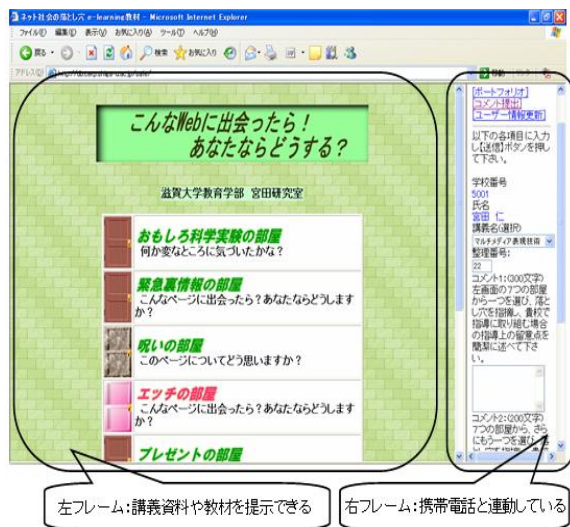 ネット社会の落とし穴 e-learning教材 - Microsoft Internet Explorer
ファイル(F) 編集(E) 表示(V) お気に入り(A) ツール(T) ヘルプ(H)
戻る 検索 お気に入り
アドレス(D)
移動
こんなWebに出会ったら!
あなたならどうする?
滋賀大学教育学部 宮田研究室
おもしろ科学実験の部屋
何か変なところに気づいたかな?
緊急裏情報の部屋
こんなページに出会ったら?あなたならどうします
か?
呪いの部屋
このページについてどう思いますか?
エッチの部屋
こんなページに出会ったら?あなたならどうします
か?
プレゼントの部屋
[ポートフォリオ]
[コメント提出]
[ユーザー情報更新]
以下の各項目に入力
し【送信】ボタンを押し
て下さい。
学校番号
5001
氏名
宮田 仁
講義名(選択)
マルチメディア表現技術
整理番号:
22
コメント1:(300文字)
左画面の7つの部屋
から一つを選び、落と
し穴を指摘し、貴校で
指導に取り組む場合
の指導上の留意点を
簡潔に述べて下さ
い。
コメント2:(200文字)
7つの部屋から、さら
にもう一つを選び、落
左フレーム:講義資料や教材を提示できる
右フレーム:携帯電話と連動している